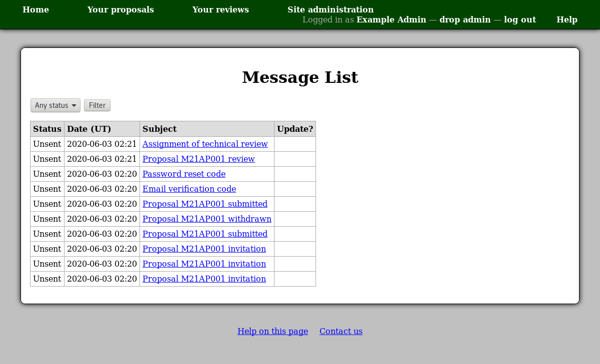 Home Your proposals Your reviews Site administration
Logged in as Example Admin — drop admin — log out Help
Message List
Any status Filter
Status Date (UT) Subject Update?
Unsent 2020-06-03 02:21 Assignment of technical review
Unsent 2020-06-03 02:21 Proposal M21AP001 review
Unsent 2020-06-03 02:20 Password reset code
Unsent 2020-06-03 02:20 Email verification code
Unsent 2020-06-03 02:20 Proposal M21AP001 submitted
Unsent 2020-06-03 02:20 Proposal M21AP001 withdrawn
Unsent 2020-06-03 02:20 Proposal M21AP001 submitted
Unsent 2020-06-03 02:20 Proposal M21AP001 invitation
Unsent 2020-06-03 02:20 Proposal M21AP001 invitation
Unsent 2020-06-03 02:20 Proposal M21AP001 invitation
Help on this page Contact us